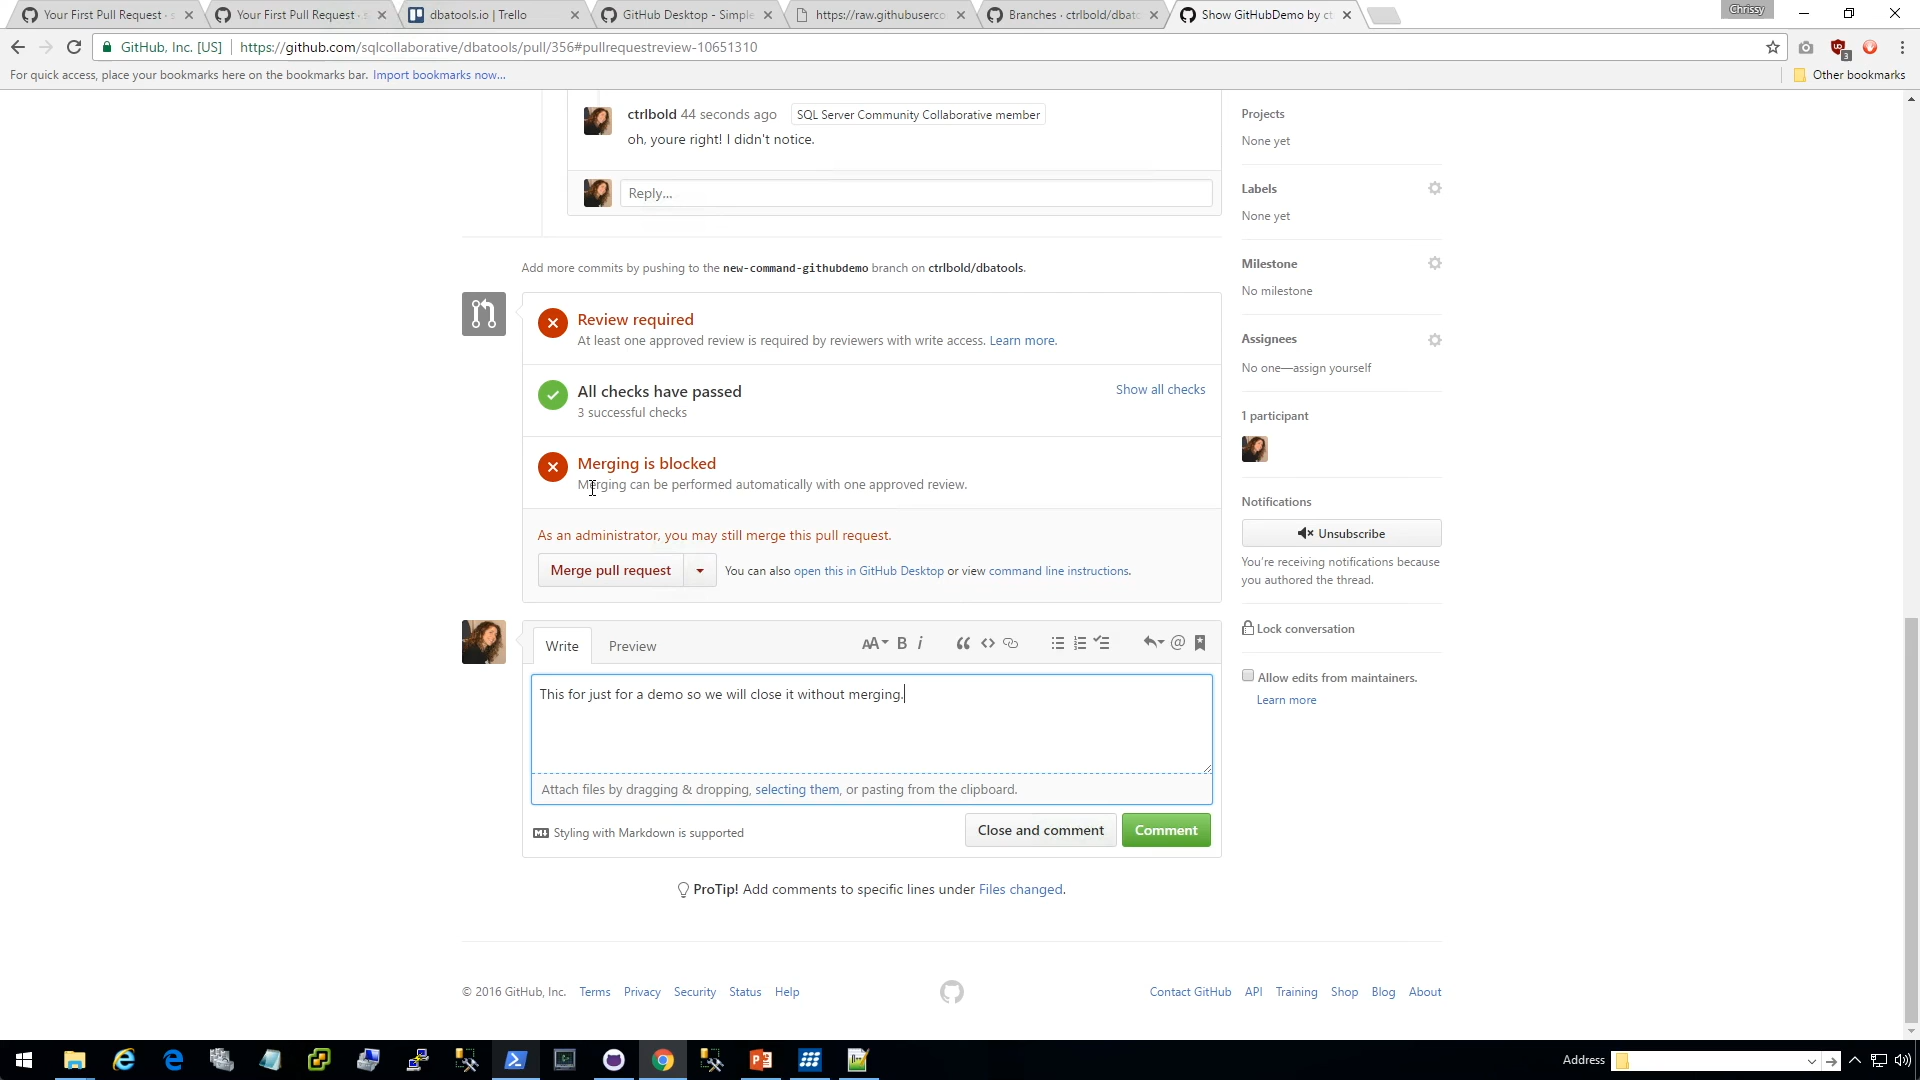 Your First Pull Request · s
Your First Pull Request · s
dbatools.io | Trello
GitHub Desktop - Simple
https://raw.githubuserco
Branches · ctrlbold/dbat
Show GitHubDemo by ct
Chrissy
GitHub, Inc. [US] https://github.com/sqlcollaborative/dbatools/pull/356#pullrequestreview-10651310
For quick access, place your bookmarks here on the bookmarks bar. Import bookmarks now...
Other bookmarks
ctrlbold 44 seconds ago SQL Server Community Collaborative member
oh, youre right! I didn't notice.
Reply...
Add more commits by pushing to the new-command-githubdemo branch on ctrlbold/dbatools.
Review required
At least one approved review is required by reviewers with write access. Learn more.
All checks have passed
3 successful checks
Show all checks
Merging is blocked
Merging can be performed automatically with one approved review.
As an administrator, you may still merge this pull request.
Merge pull request
You can also open this in GitHub Desktop or view command line instructions.
Write Preview
AA B i
This for just for a demo so we will close it without merging.
Attach files by dragging & dropping, selecting them, or pasting from the clipboard.
Styling with Markdown is supported
Close and comment
Comment
ProTip! Add comments to specific lines under Files changed.
Projects
None yet
Labels
None yet
Milestone
No milestone
Assignees
No one—assign yourself
1 participant
Notifications
Unsubscribe
You're receiving notifications because
you authored the thread.
Lock conversation
Allow edits from maintainers.
Learn more
© 2016 GitHub, Inc. Terms Privacy Security Status Help
Contact GitHub API Training Shop Blog About
Address